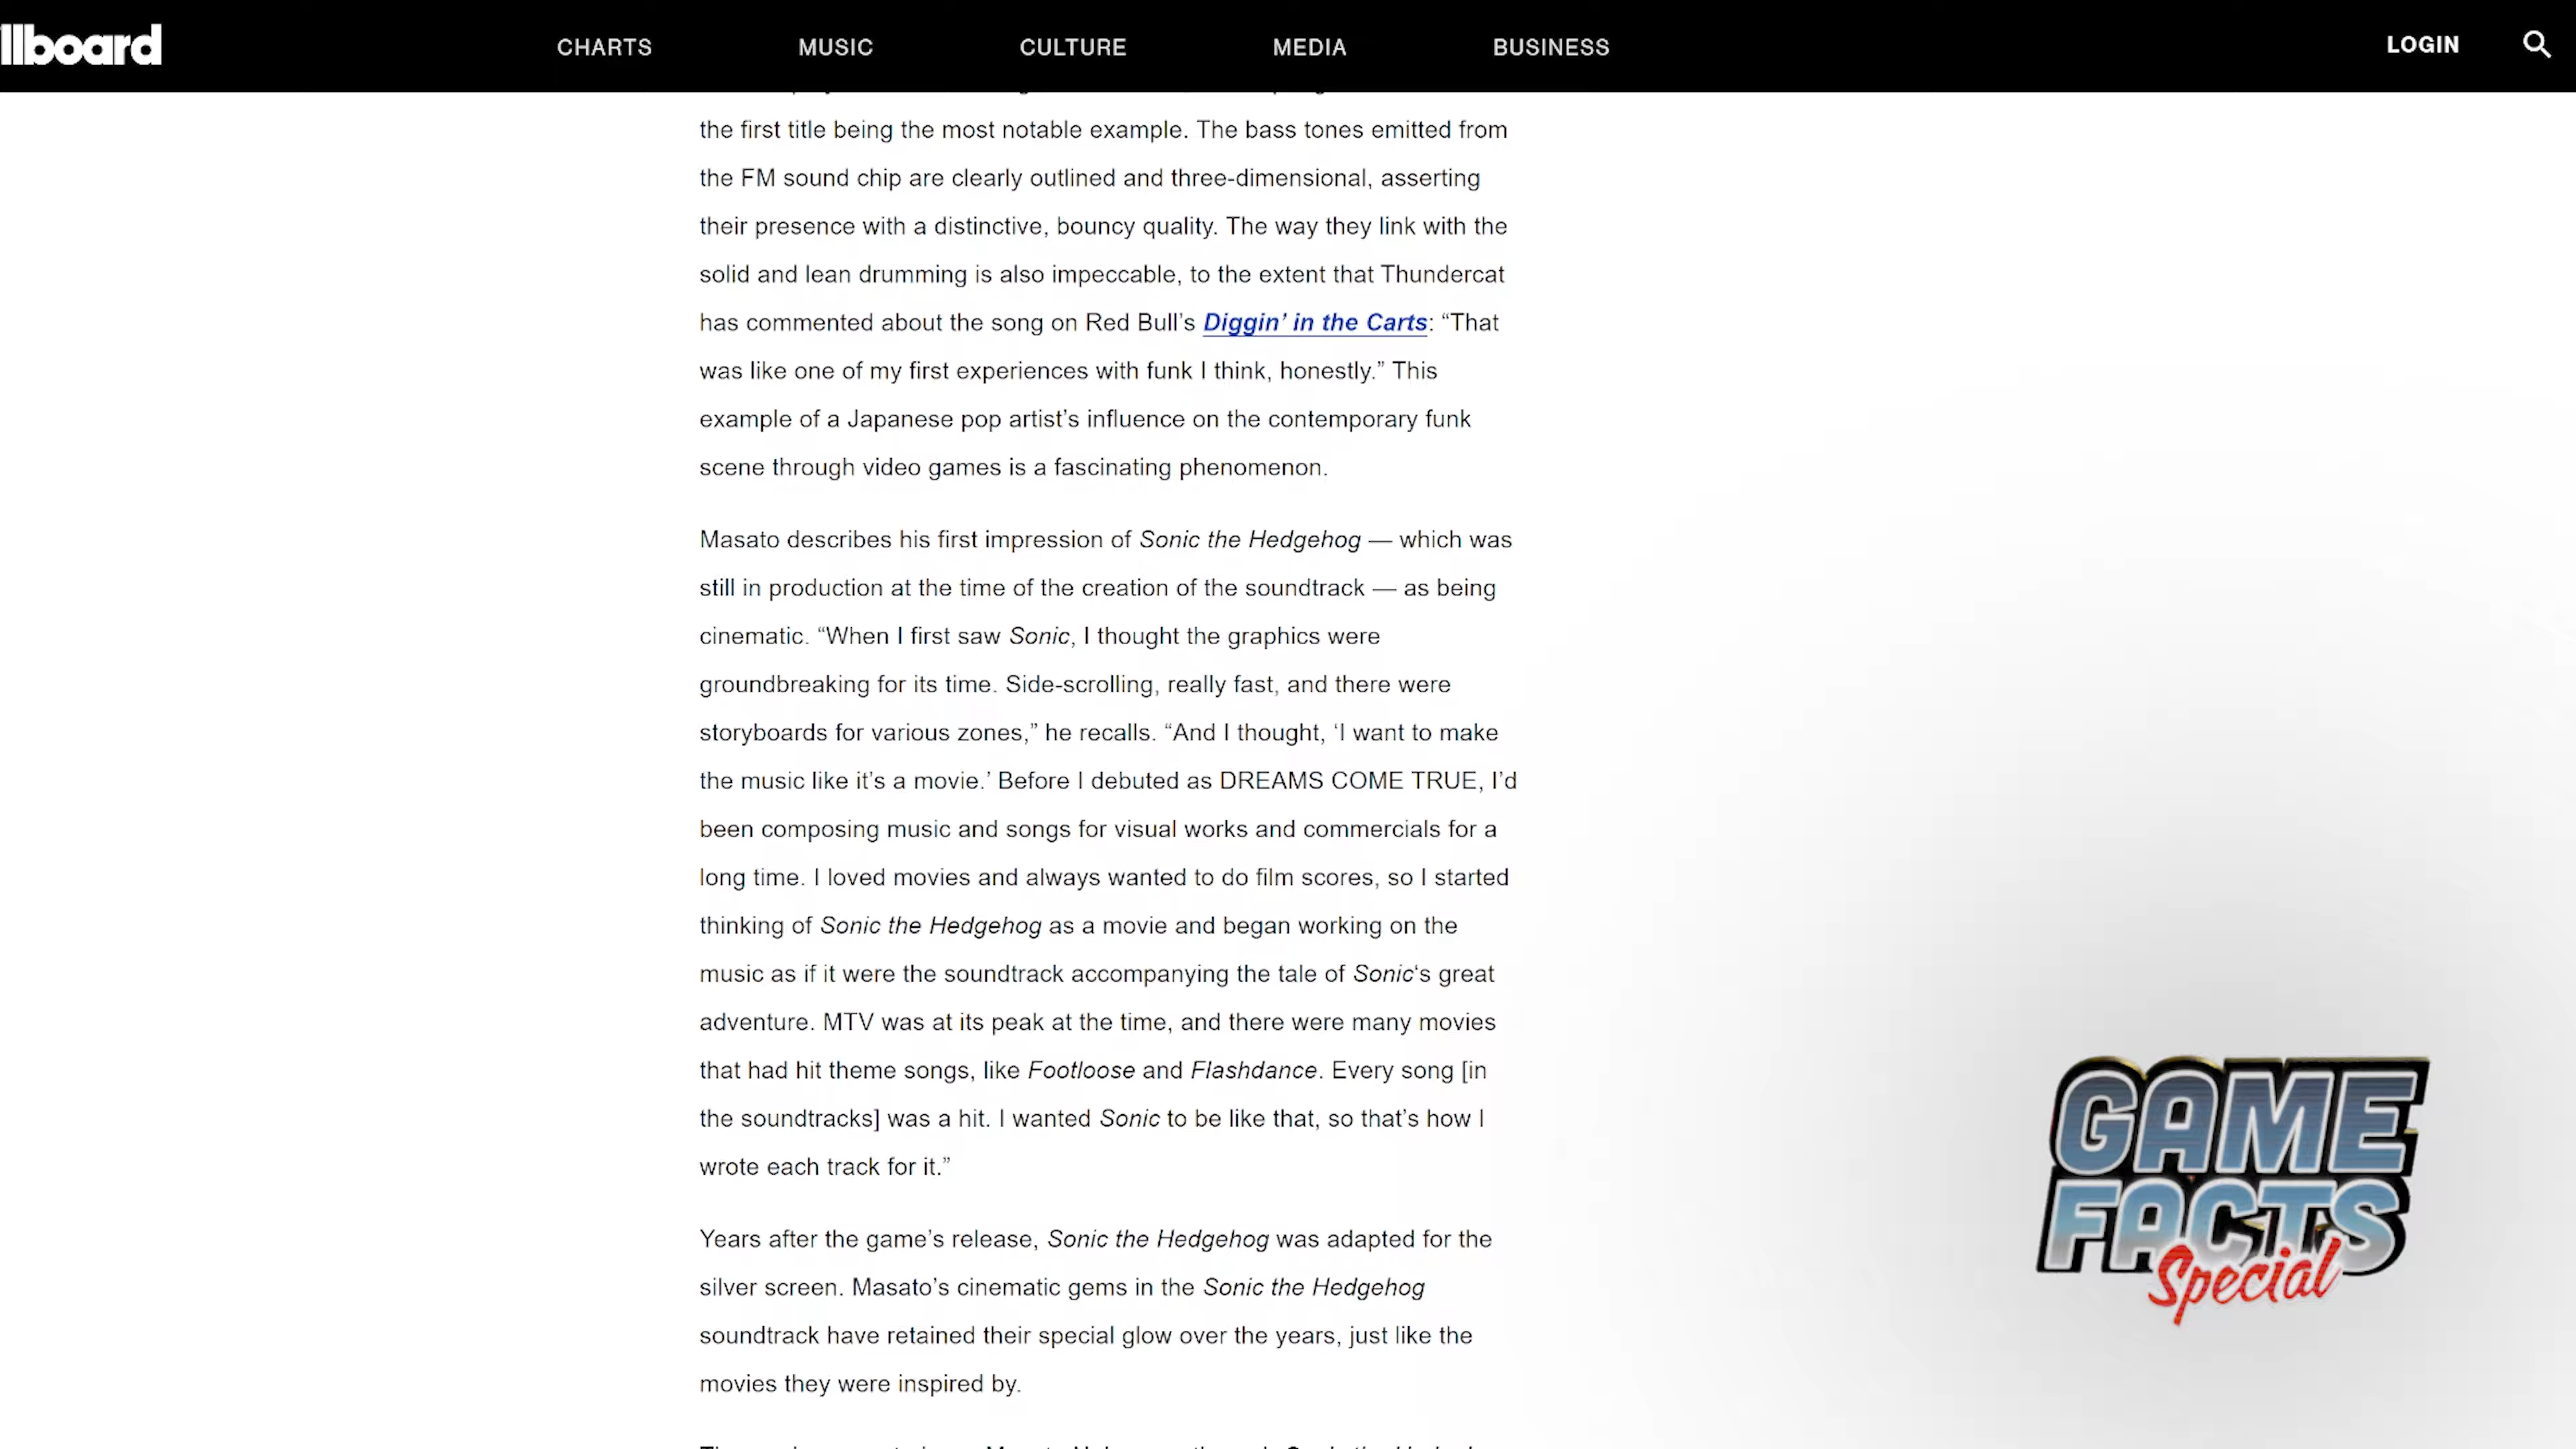 llboard
CHARTS
MUSIC
CULTURE
MEDIA
BUSINESS
LOGIN
the first title being the most notable example. The bass tones emitted from
the FM sound chip are clearly outlined and three-dimensional, asserting
their presence with a distinctive, bouncy quality. The way they link with the
solid and lean drumming is also impeccable, to the extent that Thundercat
has commented about the song on Red Bull’s Diggin’ in the Carts: “That
was like one of my first experiences with funk I think, honestly.” This
example of a Japanese pop artist’s influence on the contemporary funk
scene through video games is a fascinating phenomenon.
Masato describes his first impression of Sonic the Hedgehog — which was
still in production at the time of the creation of the soundtrack — as being
cinematic. “When I first saw Sonic, I thought the graphics were
groundbreaking for its time. Side-scrolling, really fast, and there were
storyboards for various zones,” he recalls. “And I thought, ‘I want to make
the music like it’s a movie.’ Before I debuted as DREAMS COME TRUE, I’d
been composing music and songs for visual works and commercials for a
long time. I loved movies and always wanted to do film scores, so I started
thinking of Sonic the Hedgehog as a movie and began working on the
music as if it were the soundtrack accompanying the tale of Sonic‘s great
adventure. MTV was at its peak at the time, and there were many movies
that had hit theme songs, like Footloose and Flashdance. Every song [in
the soundtracks] was a hit. I wanted Sonic to be like that, so that’s how I
wrote each track for it.”
Years after the game’s release, Sonic the Hedgehog was adapted for the
silver screen. Masato’s cinematic gems in the Sonic the Hedgehog
soundtrack have retained their special glow over the years, just like the
movies they were inspired by.
GAME
FACTS
Special